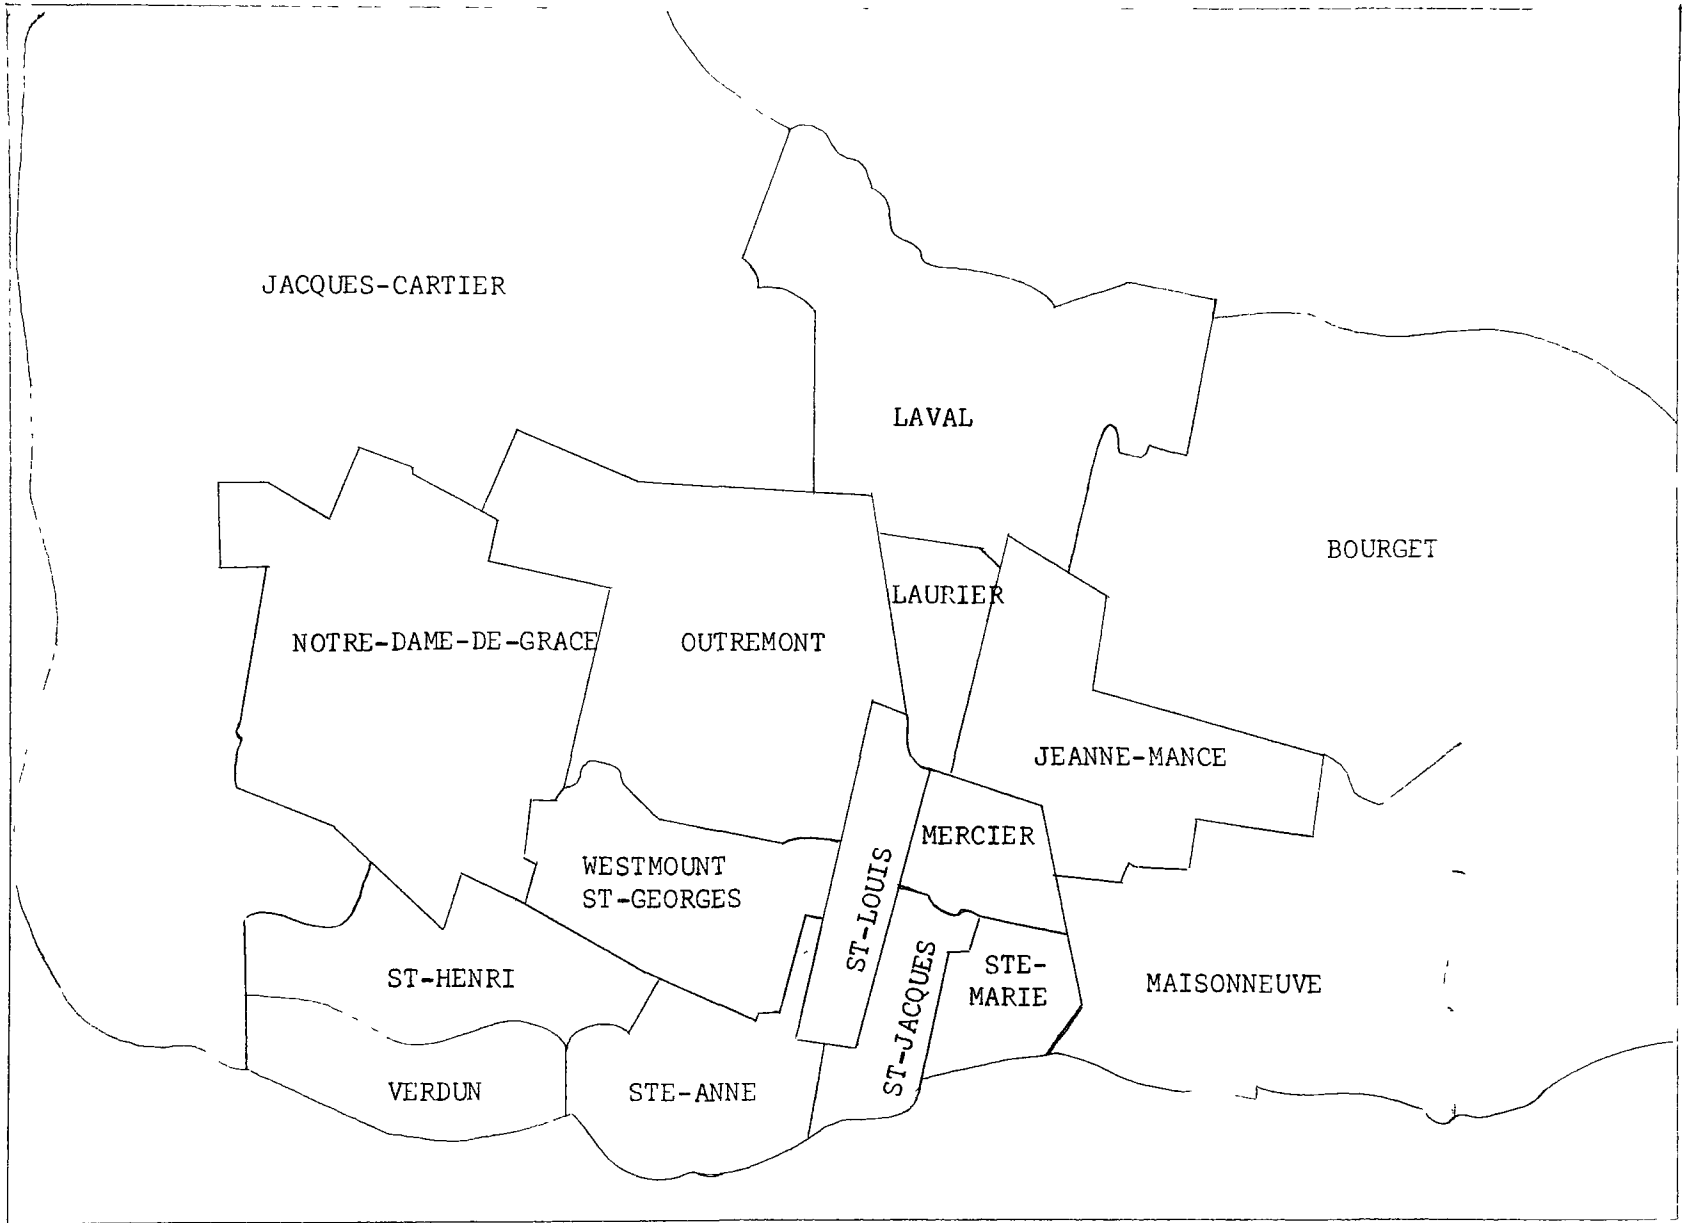 JACQUES-CARTIER
LAVAL
BOURGET
LAURIER
NOTRE-DAME-DE-GRACE
OUTREMONT
JEANNE-MANCE
MERCIER
WESTMOUNT
ST-GEORGES
ST-LOUIS
ST-HENRI
ST-JACQUES
STE-
MARIE
MAISONNEUVE
VERDUN
STE-ANNE